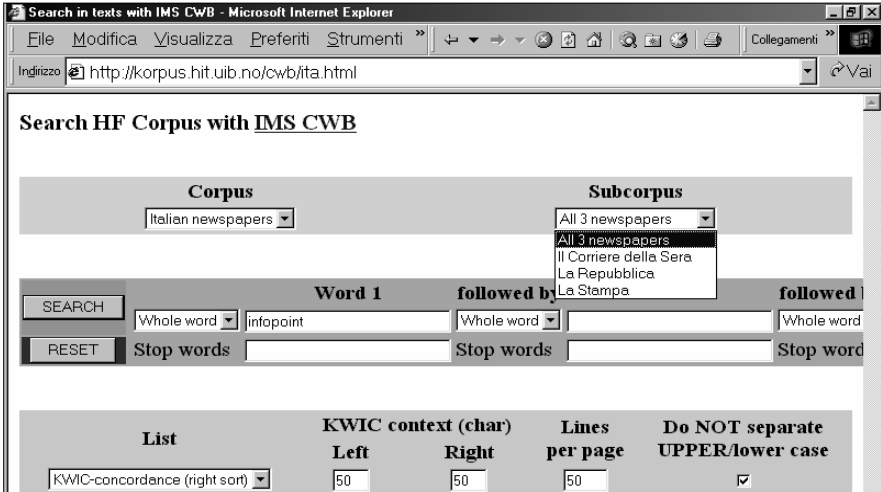 Search in texts with IMS CWB - Microsoft Internet Explorer
File Modifica Visualizza Preferiti Strumenti » Collegamenti »
Indirizzo http://korpus.hit.uib.no/cwb/ita.html Vai
Search HF Corpus with IMS CWB
Corpus Subcorpus
Italian newspapers All 3 newspapers
All 3 newspapers
Il Corriere della Sera
La Repubblica
La Stampa
SEARCH Word 1 followed by followed
Whole word infopoint Whole word Whole word
RESET Stop words Stop words Stop word
List KWIC context (char) Lines per page Do NOT separate UPPER/lower case
Left Right
KWIC-concordance (right sort) 50 50 50